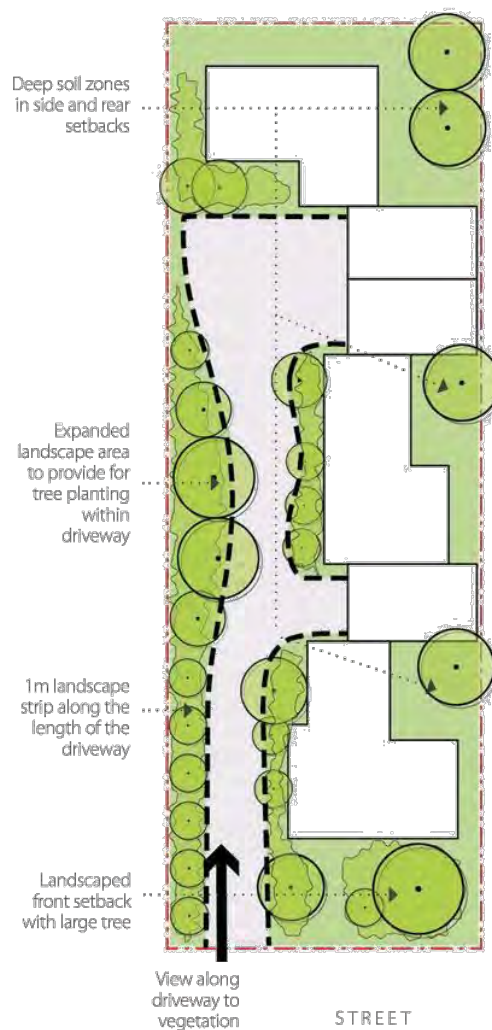 Deep soil zones
in side and rear
setbacks
Expanded
landscape area
to provide for
tree planting
within
driveway
1m landscape
strip along the
length of the
driveway
Landscaped
front setback
with large tree
View along
driveway to
vegetation
STREET